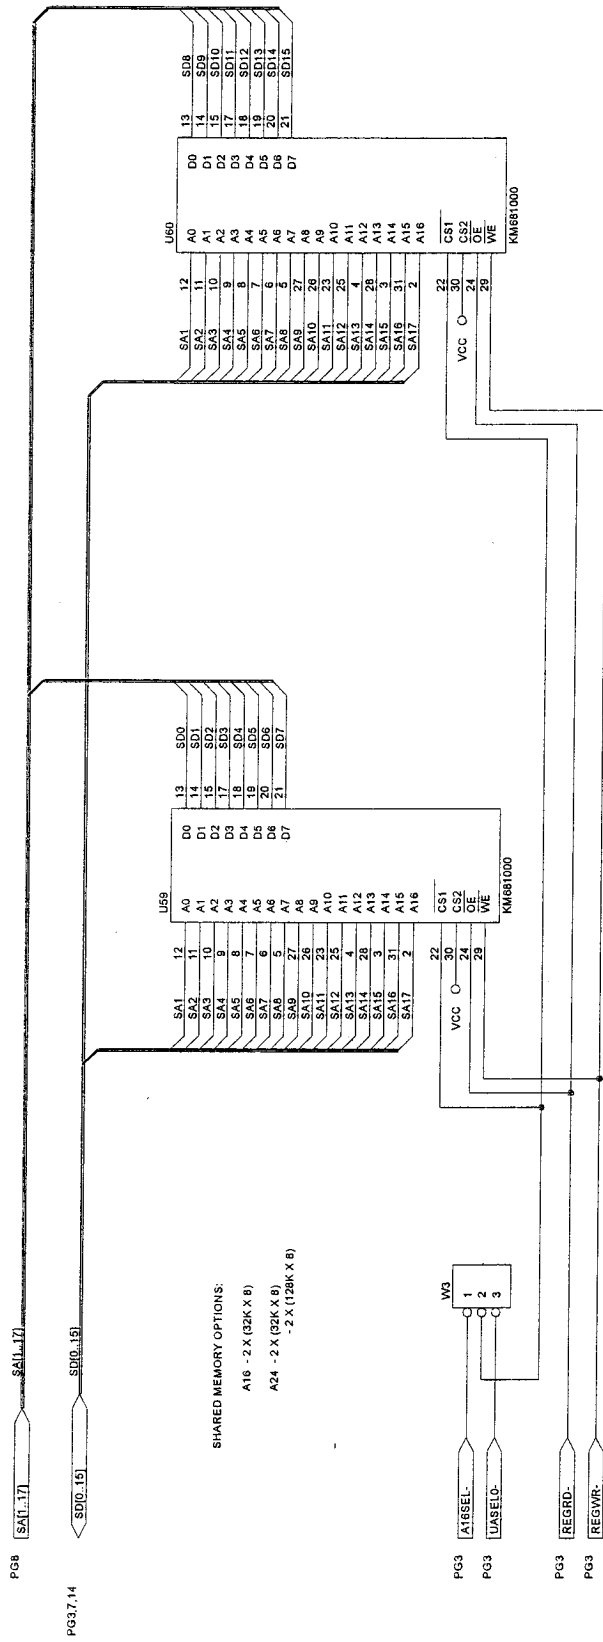 PG8
SA[1..17]
SA[1..17]
PG3,7,14
SD[0..15]
SD[0..15]
SHARED MEMORY OPTIONS:
A16 - 2 X (32K X 8)
A24 - 2 X (32K X 8)
- 2 X (128K X 8)
PG3
A16SEL-
PG3
UASEL0-
PG3
REGRD-
PG3
REGWR-
W3
1
2
3
U59
SA1 12 A0
SA2 11 A1
SA3 10 A2
SA4 9 A3
SA5 8 A4
SA6 7 A5
SA7 6 A6
SA8 5 A7
SA9 27 A8
SA10 26 A9
SA11 23 A10
SA12 25 A11
SA13 4 A12
SA14 28 A13
SA15 3 A14
SA16 31 A15
SA17 2 A16
22 CS1
VCC 30 CS2
24 OE
29 WE
D0 13 SD0
D1 14 SD1
D2 15 SD2
D3 17 SD3
D4 18 SD4
D5 19 SD5
D6 20 SD6
D7 21 SD7
KM681000
U60
SA1 12 A0
SA2 11 A1
SA3 10 A2
SA4 9 A3
SA5 8 A4
SA6 7 A5
SA7 6 A6
SA8 5 A7
SA9 27 A8
SA10 26 A9
SA11 23 A10
SA12 25 A11
SA13 4 A12
SA14 28 A13
SA15 3 A14
SA16 31 A15
SA17 2 A16
22 CS1
VCC 30 CS2
24 OE
29 WE
D0 13 SD8
D1 14 SD9
D2 15 SD10
D3 17 SD11
D4 18 SD12
D5 19 SD13
D6 20 SD14
D7 21 SD15
KM681000